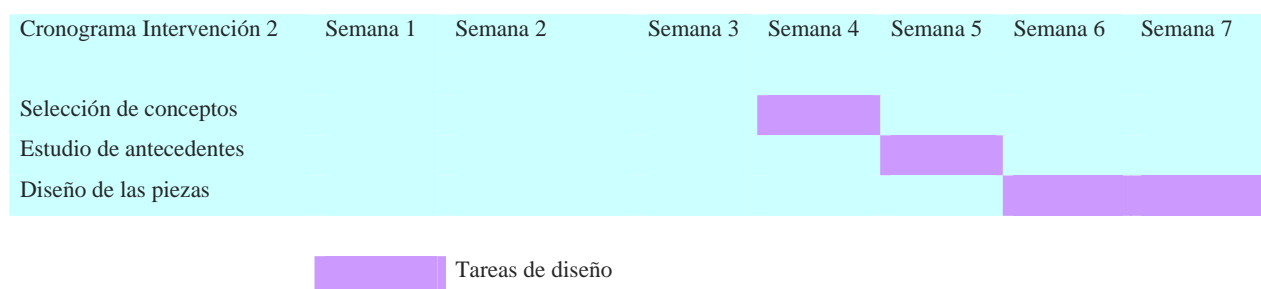 Cronograma Intervención 2 Semana 1 Semana 2 Semana 3 Semana 4 Semana 5 Semana 6 Semana 7
Selección de conceptos
Estudio de antecedentes
Diseño de las piezas
Tareas de diseño